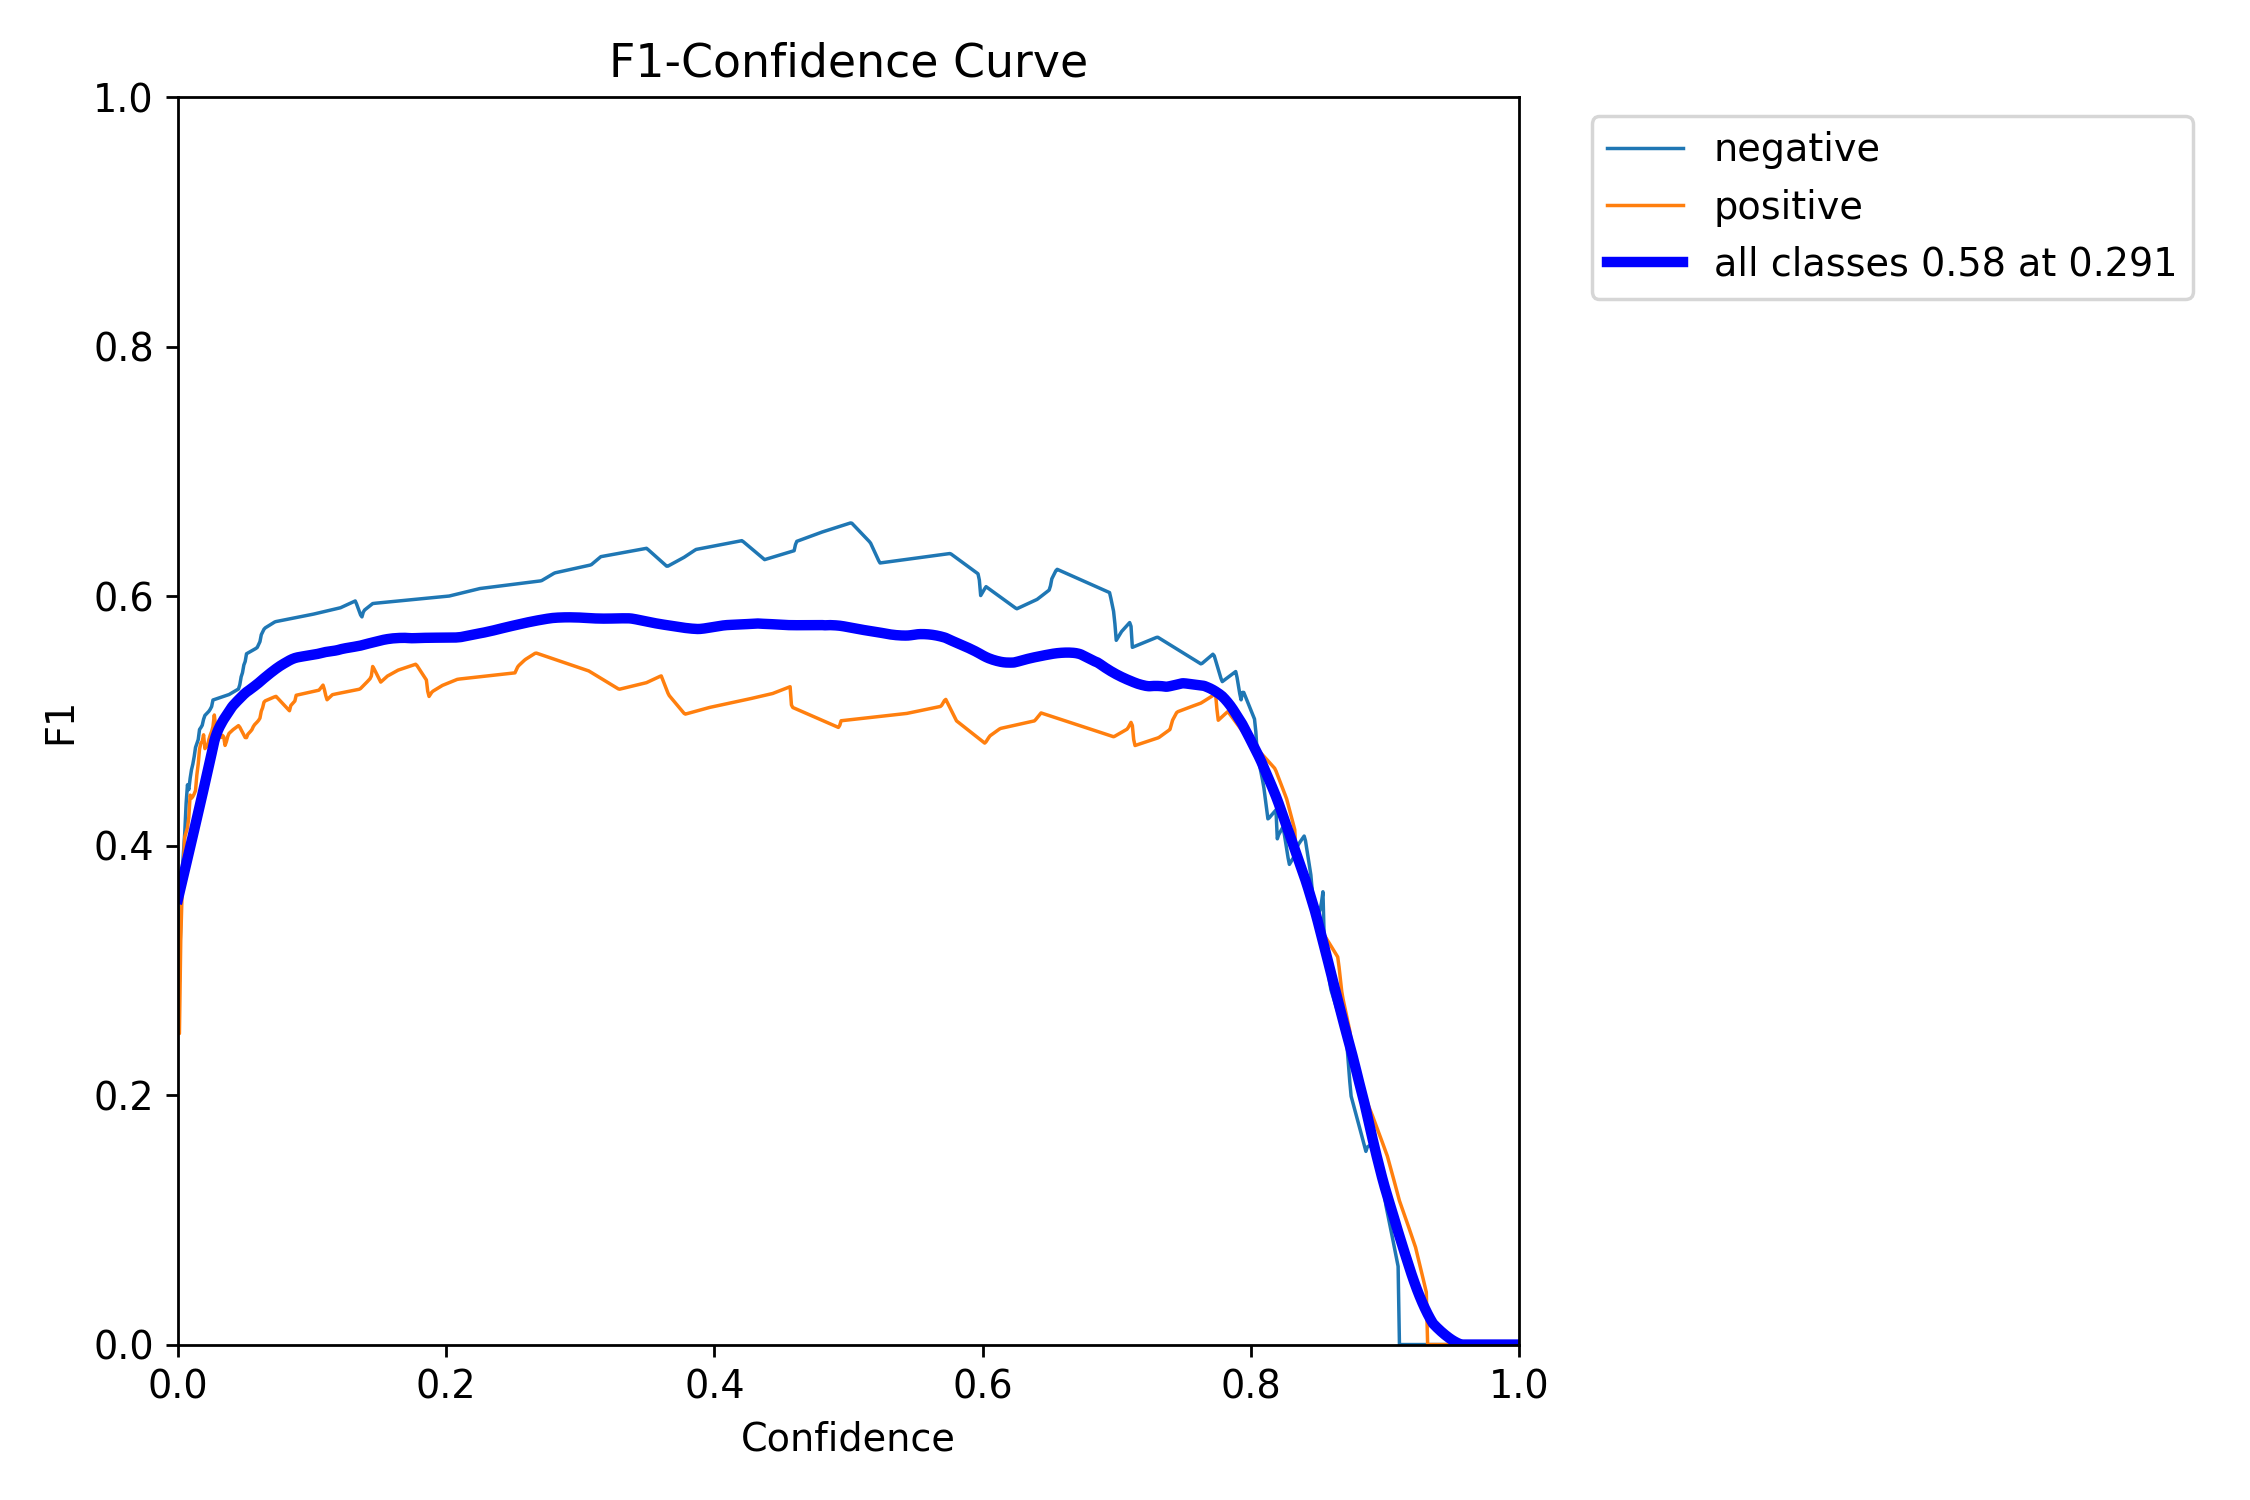 F1-Confidence Curve
1.0
0.8
0.6
0.4
0.2
0.0
F1
0.0 0.2 0.4 0.6 0.8 1.0
Confidence
negative
positive
all classes 0.58 at 0.291